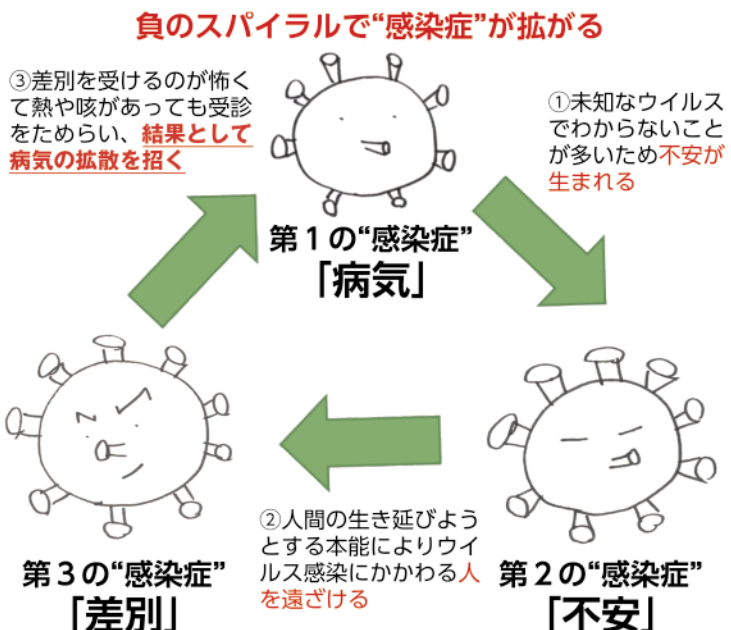 負のスパイラルで“感染症”が拡がる
③差別を受けるのが怖く
て熱や咳があっても受診
をためらい、結果として
病気の拡散を招く
①未知なウイルス
でわからないこと
が多いため不安が
生まれる
第１の“感染症”
「病気」
②人間の生き延びよう
とする本能によりウイ
ルス感染にかかわる人
を遠ざける
第３の“感染症”
「差別」
第２の“感染症”
「不安」